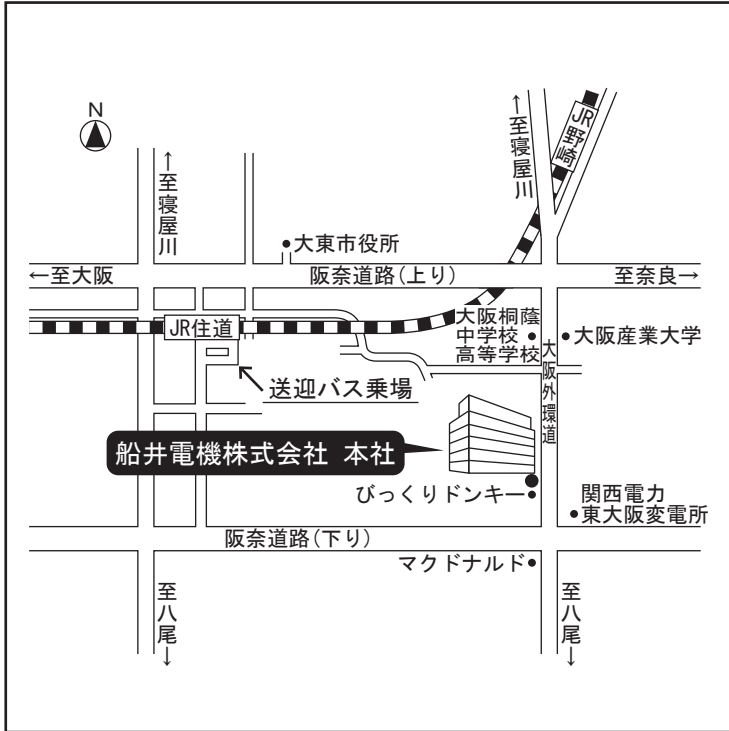 N
←至寝屋川
←至寝屋川
JR野崎
大東市役所
←至大阪
阪奈道路(上り)
至奈良→
JR住道
大阪桐蔭
中学校
高等学校
大阪産業大学
大阪外環道
送迎バス乗場
船井電機株式会社 本社
びっくりドンキー
関西電力
東大阪変電所
阪奈道路(下り)
マクドナルド
至八尾→
至八尾→